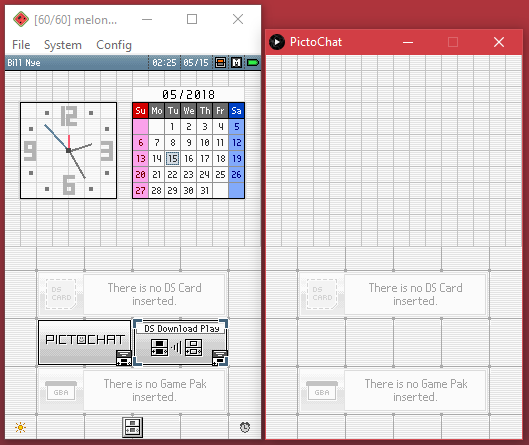 [60/60] melon...
File System Config
Bill Nye 02:25 05/15 M
05/2018
Su Mo Tu We Th Fr Sa
1 2 3 4 5
6 7 8 9 10 11 12
13 14 15 16 17 18 19
20 21 22 23 24 25 26
27 28 29 30 31
12
9 3
6
DS CARD
There is no DS Card
inserted.
PICTOCHAT
DS Download Play
GBA
There is no Game Pak
inserted.
PictoChat
DS CARD
There is no DS Card
inserted.
GBA
There is no Game Pak
inserted.